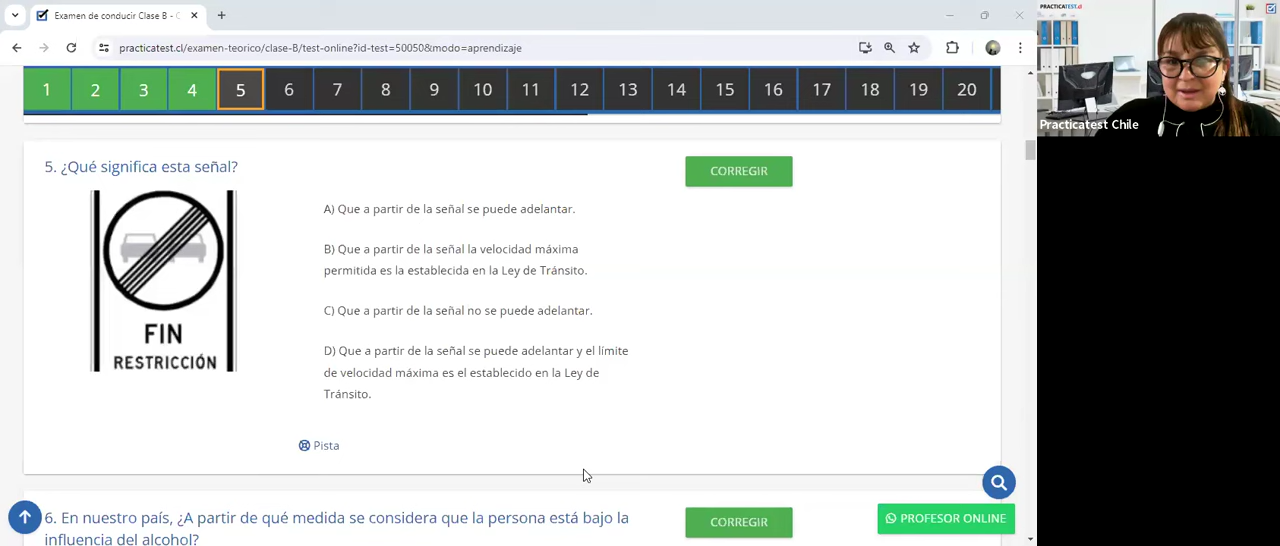 Examen de conducir Clase B - C
practicatest.cl/examen-teorico/clase-B/test-online?id-test=50050&modo=aprendizaje
1 2 3 4 5 6 7 8 9 10 11 12 13 14 15 16 17 18 19 20
PRACTICATEST.cl
Practicatest Chile
5. ¿Qué significa esta señal?
CORREGIR
FIN
RESTRICCIÓN
A) Que a partir de la señal se puede adelantar.
B) Que a partir de la señal la velocidad máxima
permitida es la establecida en la Ley de Tránsito.
C) Que a partir de la señal no se puede adelantar.
D) Que a partir de la señal se puede adelantar y el límite
de velocidad máxima es el establecido en la Ley de
Tránsito.
Pista
6. En nuestro país, ¿A partir de qué medida se considera que la persona está bajo la
influencia del alcohol?
CORREGIR
PROFESOR ONLINE